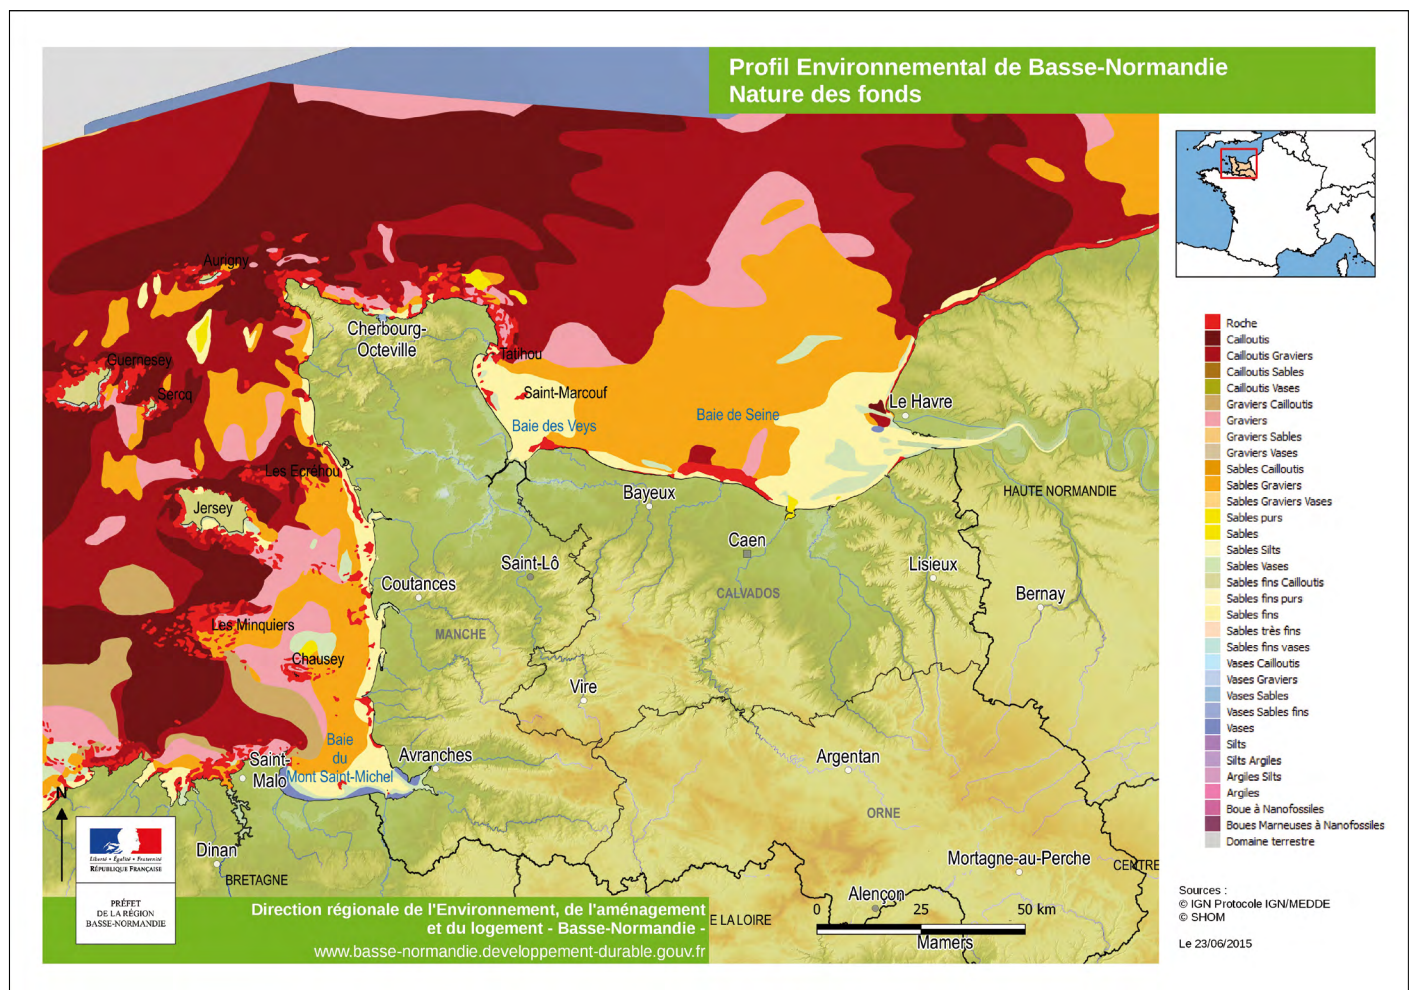 Profil Environnemental de Basse-Normandie
Nature des fonds
Aurigny
Cherbourg-
Octeville
Guernesey
Tatihou
Sercq
Saint-Marcouf
Le Havre
Baie des Veys
Baie de Seine
Les Ecréhou
Bayeux
HAUTE NORMANDIE
Jersey
Caen
Saint-Lô
Lisieux
Coutances
CALVADOS
Bernay
Les Minquiers
MANCHE
Chausey
Vire
Baie
du
Mont Saint-Michel
Avranches
Argentan
Saint-
Malo
ORNE
N
Dinan
Mortagne-au-Perche
BRETAGNE
CENTRE
Alençon
E LA LOIRE
0 25 50 km
Mamers
Roche
Cailloutis
Cailloutis Graviers
Cailloutis Sables
Cailloutis Vases
Graviers Cailloutis
Graviers
Graviers Sables
Graviers Vases
Sables Cailloutis
Sables Graviers
Sables Graviers Vases
Sables purs
Sables
Sables Silts
Sables Vases
Sables fins Cailloutis
Sables fins purs
Sables fins
Sables très fins
Sables fins vases
Vases Cailloutis
Vases Graviers
Vases Sables
Vases Sables fins
Vases
Silts
Silts Argiles
Argiles Silts
Argiles
Boue à Nanofossiles
Boues Marneuses à Nanofossiles
Domaine terrestre
Sources :
© IGN Protocole IGN/MEDDE
© SHOM
Le 23/06/2015
Liberté • Égalité • Fraternité
RÉPUBLIQUE FRANÇAISE
PRÉFET
DE LA RÉGION
BASSE-NORMANDIE
Direction régionale de l'Environnement, de l'aménagement
et du logement - Basse-Normandie -
www.basse-normandie.developpement-durable.gouv.fr